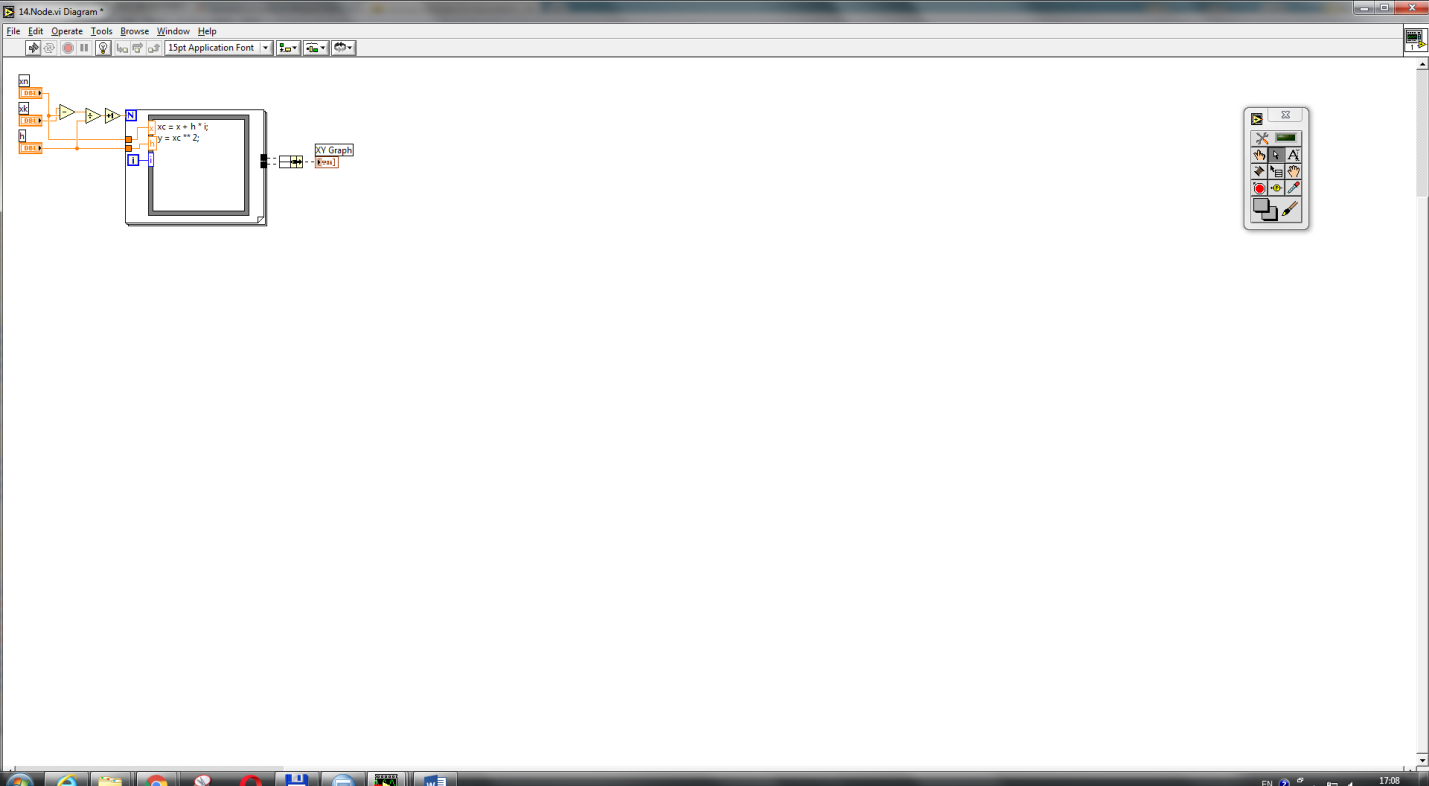 14.Node.vi Diagram *
File Edit Operate Tools Browse Window Help
15pt Application Font
1
xn
DBL
xk
DBL
h
DBL
N
x
xc = x + h * i;
h
y = xc ** 2;
i
i
XY Graph
A
EN
17:08